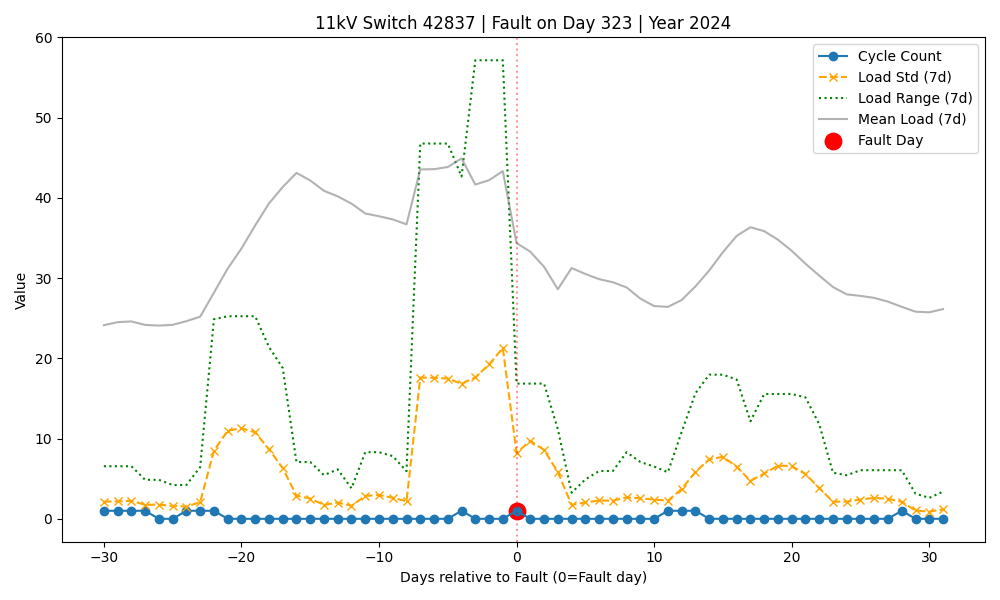 11kV Switch 42837 | Fault on Day 323 | Year 2024
Cycle Count
Load Std (7d)
Load Range (7d)
Mean Load (7d)
Fault Day
Value
60
50
40
30
20
10
0
−30
−20
−10
0
10
20
30
Days relative to Fault (0=Fault day)